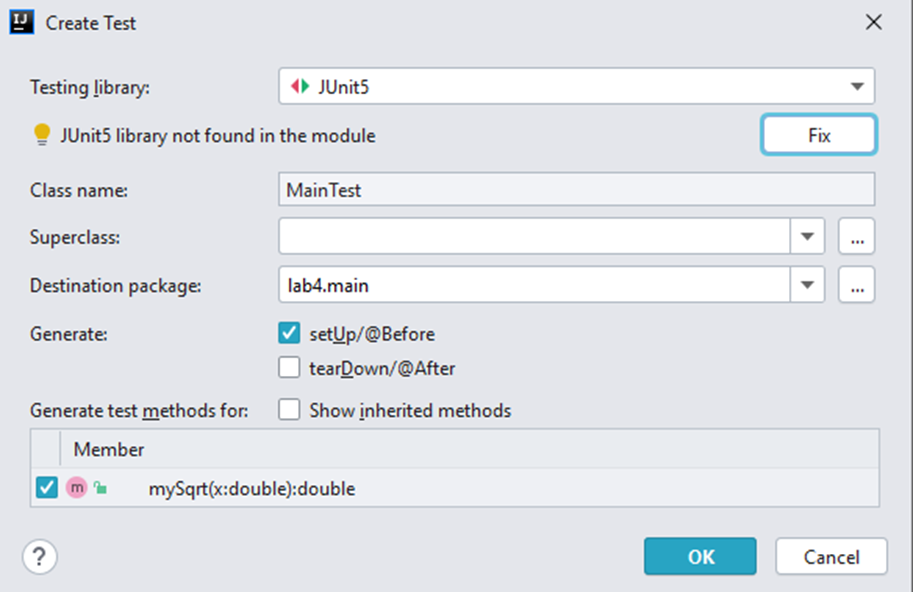 IJ Create Test
Testing library: JUnit5
JUnit5 library not found in the module Fix
Class name: MainTest
Superclass: ...
Destination package: lab4.main ...
Generate: setUp/@Before
tearDown/@After
Generate test methods for: Show inherited methods
Member
m mySqrt(x:double):double
? OK Cancel